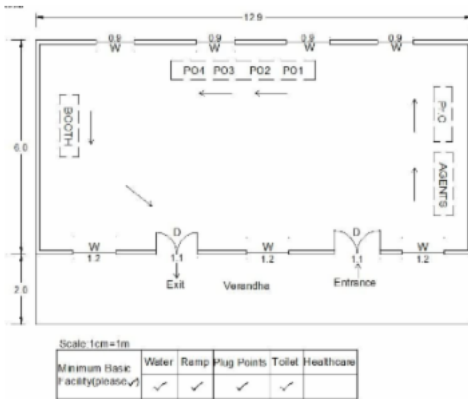 12.9
0.9 0.9 0.9 0.9
W W W W
PO4 PO3 PO2 PO1
BOOTH
Pr.C
6.0
AGENTS
D D
W W W
1.2 1.1 1.2 1.1 1.2
Exit Verandha Entrance
2.0
Scale:1cm=1m
Minimum Basic Water Ramp Plug Points Toilet Healthcare
Facility(please✓) ✓ ✓ ✓ ✓